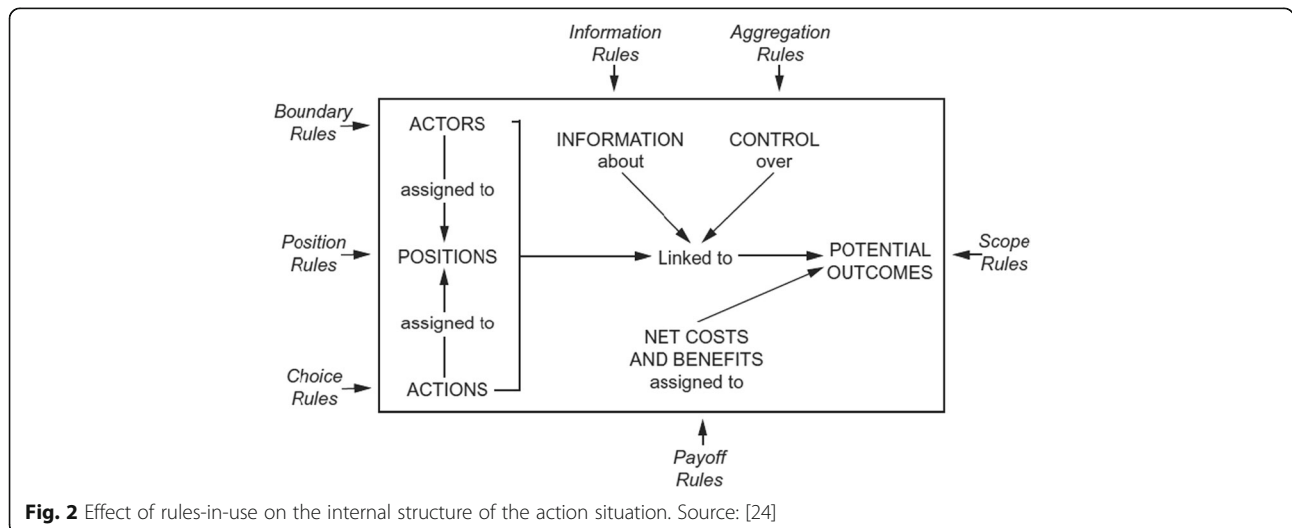 Information
Rules
Aggregation
Rules
Boundary
Rules
ACTORS
INFORMATION
about
CONTROL
over
assigned to
Position
Rules
POSITIONS
Linked to
POTENTIAL
OUTCOMES
Scope
Rules
assigned to
NET COSTS
AND BENEFITS
assigned to
Choice
Rules
ACTIONS
Payoff
Rules
Fig. 2 Effect of rules-in-use on the internal structure of the action situation. Source: [24]